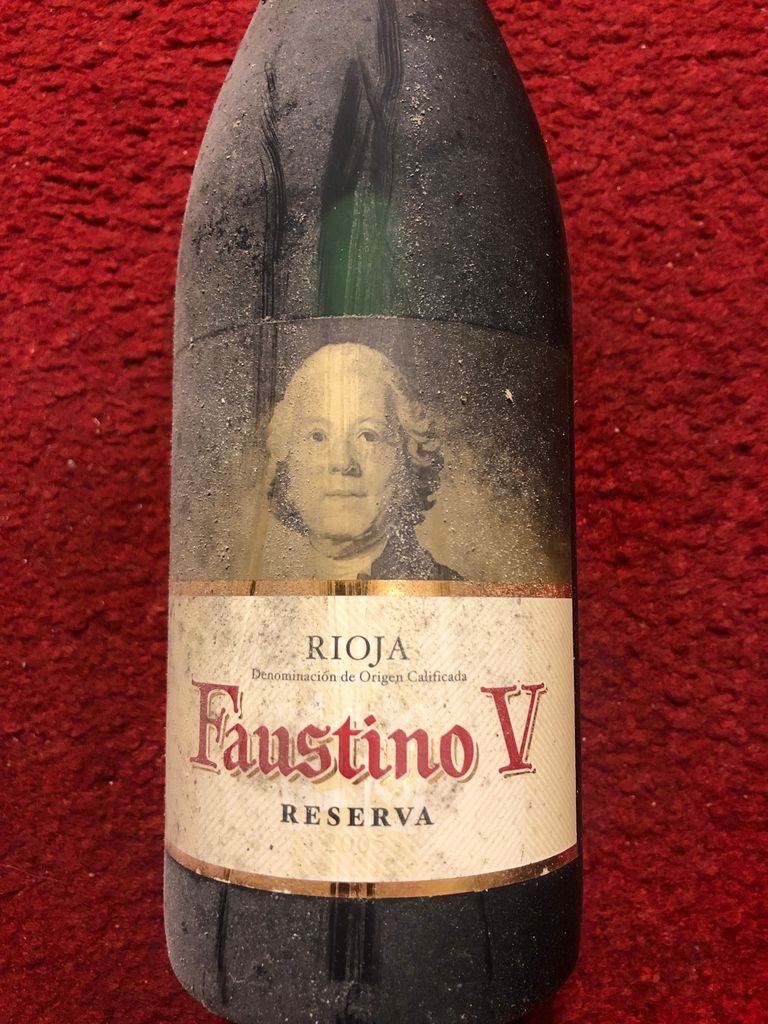 RIOJA
Denominación de Origen Calificada
Faustino V
RESERVA